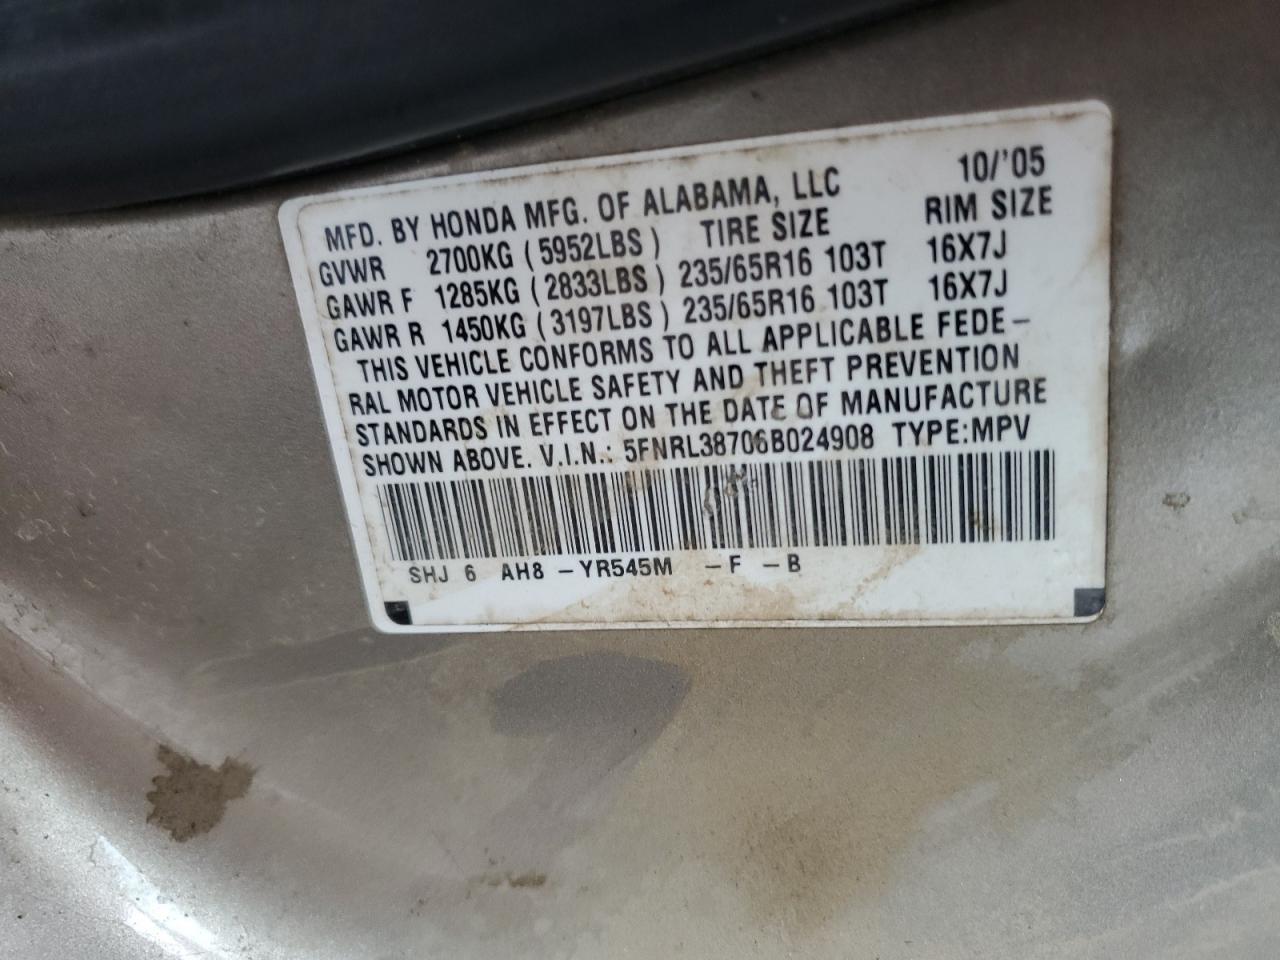 MFD. BY HONDA MFG. OF ALABAMA, LLC 10/'05
GVWR 2700KG (5952LBS) TIRE SIZE RIM SIZE
GAWR F 1285KG (2833LBS) 235/65R16 103T 16X7J
GAWR R 1450KG (3197LBS) 235/65R16 103T 16X7J
THIS VEHICLE CONFORMS TO ALL APPLICABLE FEDE-
RAL MOTOR VEHICLE SAFETY AND THEFT PREVENTION
STANDARDS IN EFFECT ON THE DATE OF MANUFACTURE
SHOWN ABOVE. V.I.N.: 5FNRL38706B024908 TYPE:MPV
SHJ 6 AH8 -YR545M -F -B